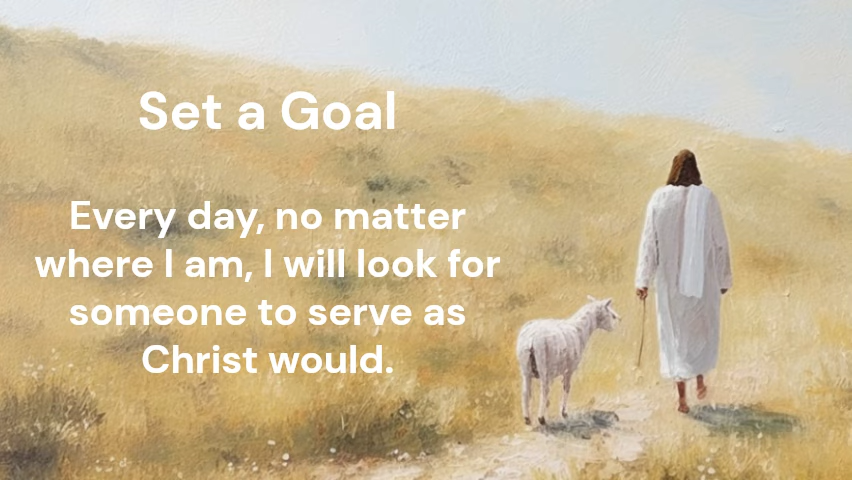 Set a Goal
Every day, no matter
where I am, I will look for
someone to serve as
Christ would.